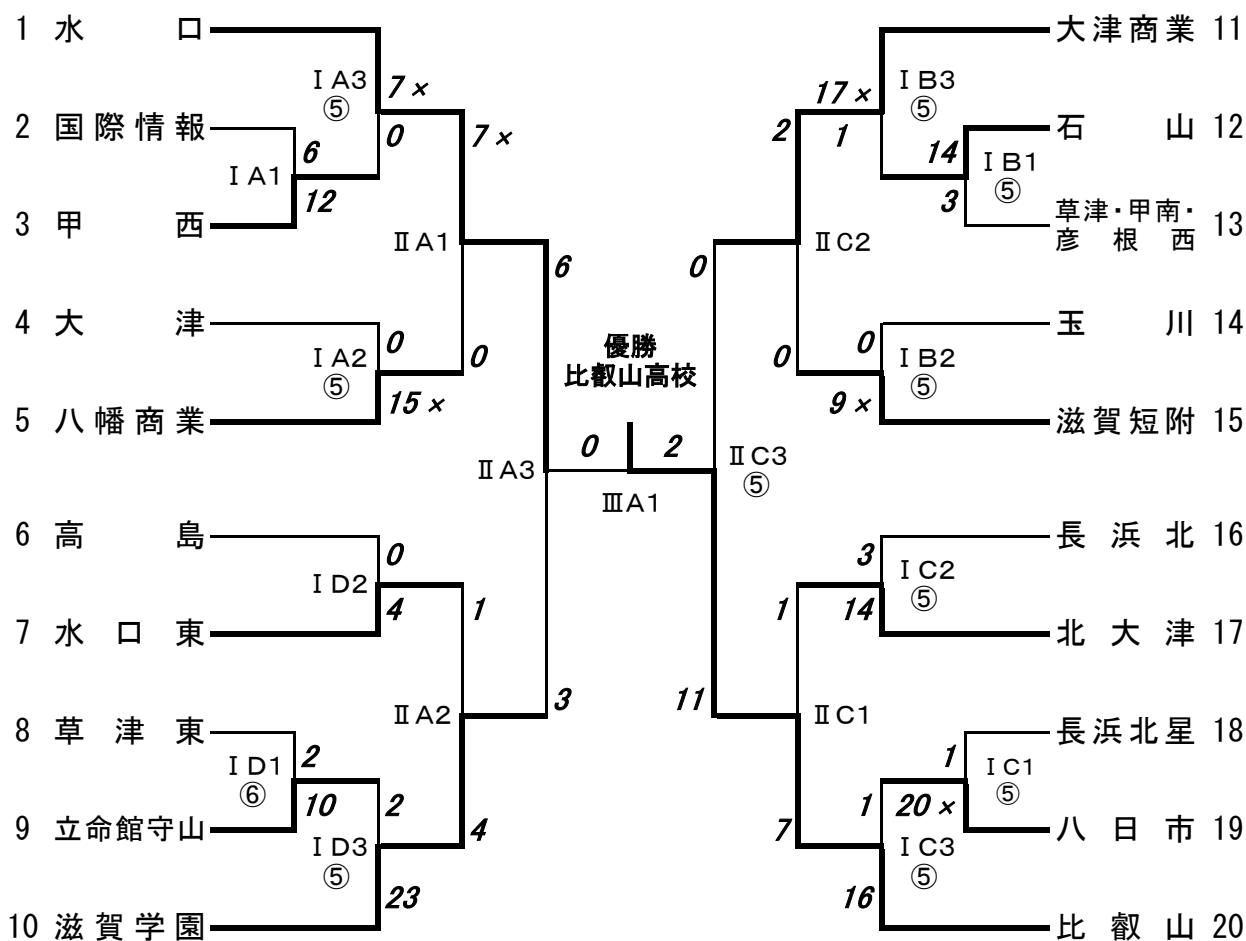 1 水口
ⅠA3
⑤
7×
0
2 国際情報
6
ⅠA1
12
3 甲西
7×
ⅡA1
6
4 大津
0
ⅠA2
⑤
15×
0
5 八幡商業
ⅡA3
6 高島
0
ⅠD2
4
1
7 水口東
ⅡA2
3
8 草津東
2
ⅠD1
⑥
10
2
4
9 立命館守山
ⅠD3
⑤
23
10 滋賀学園
優勝
比叡山高校
0 2
ⅢA1
大津商業 11
17×
ⅠB3
⑤
2
1
石山 12
14
ⅠB1
⑤
3
草津・甲南・
彦根西 13
ⅡC2
0
玉川 14
0
0
ⅠB2
⑤
9×
滋賀短附 15
ⅡC3
⑤
長浜北 16
3
ⅠC2
⑤
1
14
北大津 17
11
ⅡC1
長浜北星 18
1
ⅠC1
⑤
1
20×
7
八日市 19
ⅠC3
⑤
16
比叡山 20